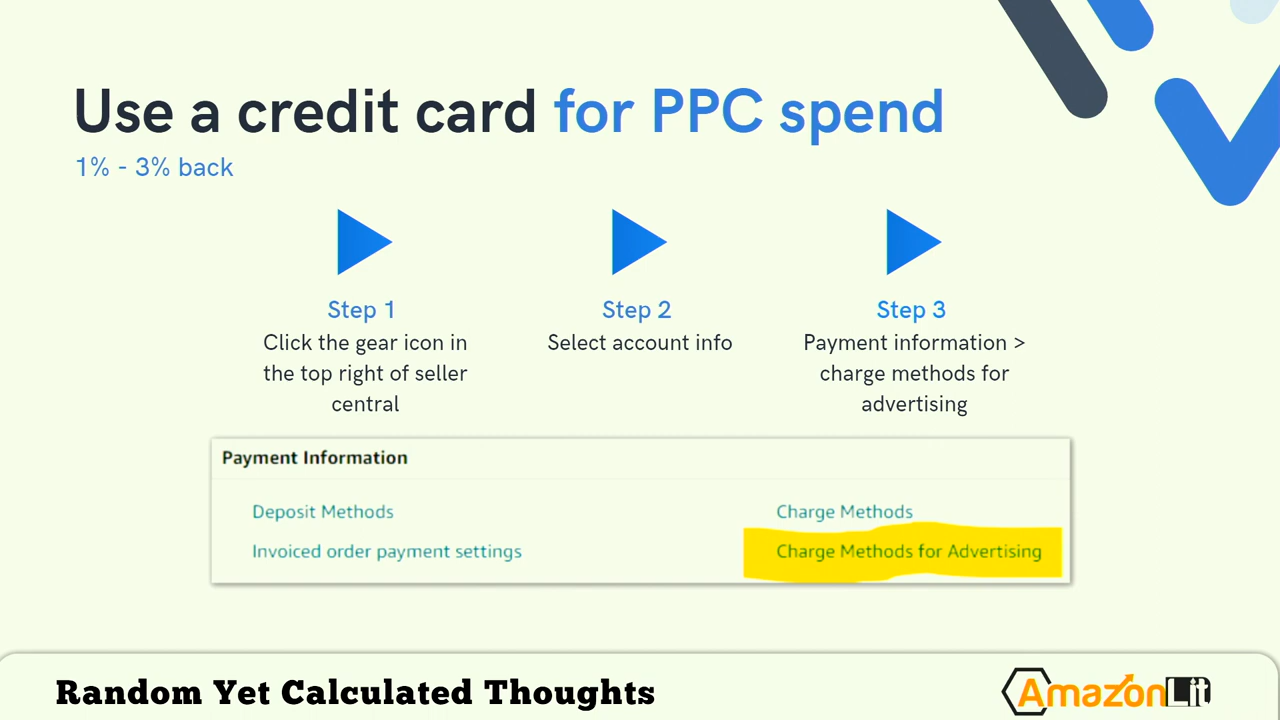 Use a credit card for PPC spend
1% - 3% back
Step 1
Click the gear icon in
the top right of seller
central
Step 2
Select account info
Step 3
Payment information >
charge methods for
advertising
Payment Information
Deposit Methods
Charge Methods
Invoiced order payment settings
Charge Methods for Advertising
Random Yet Calculated Thoughts
AmazonLit